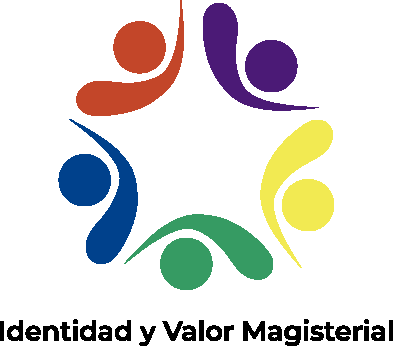 Identidad y Valor Magisterial